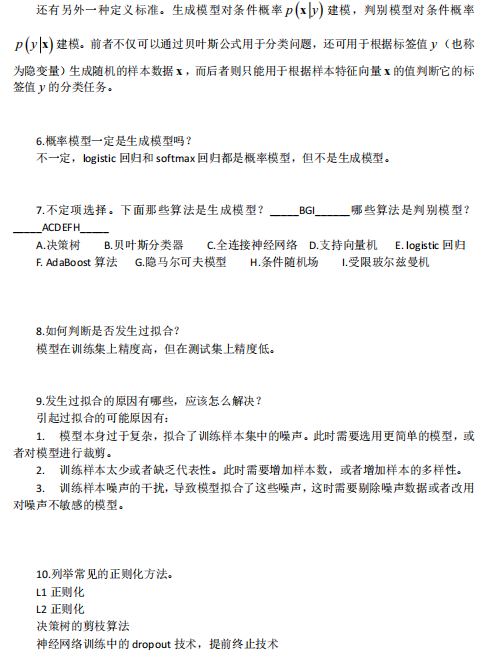 还有另外一种定义标准。生成模型对条件概率 p(x|y) 建模，判别模型对条件概率
p(y|x) 建模。前者不仅可以通过贝叶斯公式用于分类问题，还可用于根据标签值 y（也称
为隐变量）生成随机的样本数据 x，而后者则只能用于根据样本特征向量 x 的值判断它的标
签值 y 的分类任务。
6.概率模型一定是生成模型吗？
不一定，logistic 回归和 softmax 回归都是概率模型，但不是生成模型。
7.不定项选择。下面那些算法是生成模型？_____BGI______哪些算法是判别模型？
_____ACDEFH_____
A.决策树 B.贝叶斯分类器 C.全连接神经网络 D.支持向量机 E. logistic 回归
F. AdaBoost 算法 G.隐马尔可夫模型 H.条件随机场 I.受限玻尔兹曼机
8.如何判断是否发生过拟合？
模型在训练集上精度高，但在测试集上精度低。
9.发生过拟合的原因有哪些，应该怎么解决？
引起过拟合的可能原因有：
1. 模型本身过于复杂，拟合了训练样本集中的噪声。此时需要选用更简单的模型，或
者对模型进行裁剪。
2. 训练样本太少或者缺乏代表性。此时需要增加样本数，或者增加样本的多样性。
3. 训练样本噪声的干扰，导致模型拟合了这些噪声，这时需要剔除噪声数据或者改用
对噪声不敏感的模型。
10.列举常见的正则化方法。
L1 正则化
L2 正则化
决策树的剪枝算法
神经网络训练中的 dropout 技术，提前终止技术